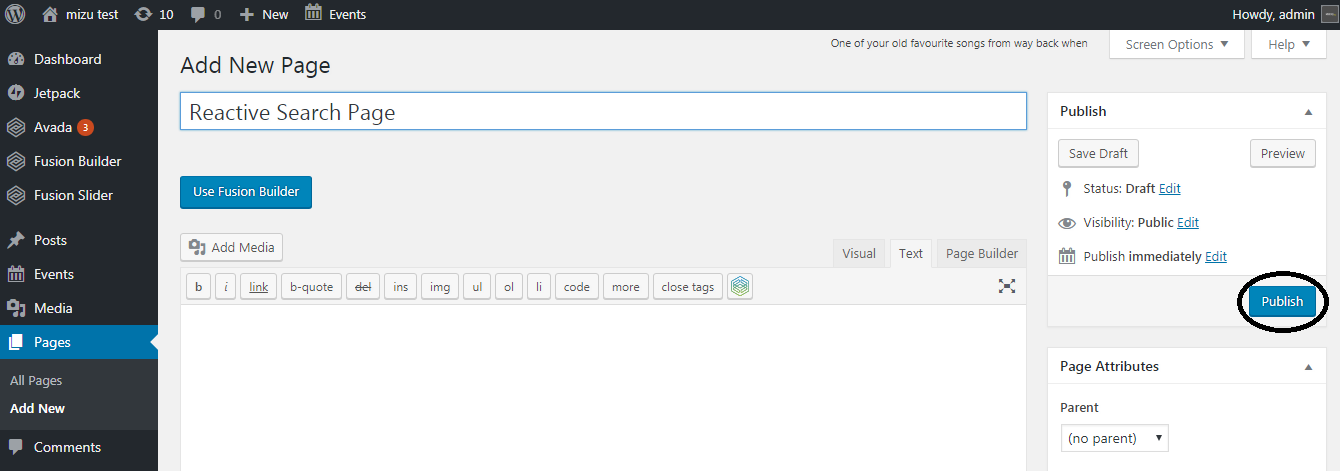 mizu test 10 0 New Events Howdy, admin
One of your old favourite songs from way back when Screen Options Help
Dashboard
Jetpack
Avada 3
Fusion Builder
Fusion Slider
Posts
Events
Media
Pages
All Pages
Add New
Comments
Add New Page
Reactive Search Page
Use Fusion Builder
Add Media
Visual Text Page Builder
b i link b-quote del ins img ul ol li code more close tags
Publish
Save Draft Preview
Status: Draft Edit
Visibility: Public Edit
Publish immediately Edit
Publish
Page Attributes
Parent
(no parent)